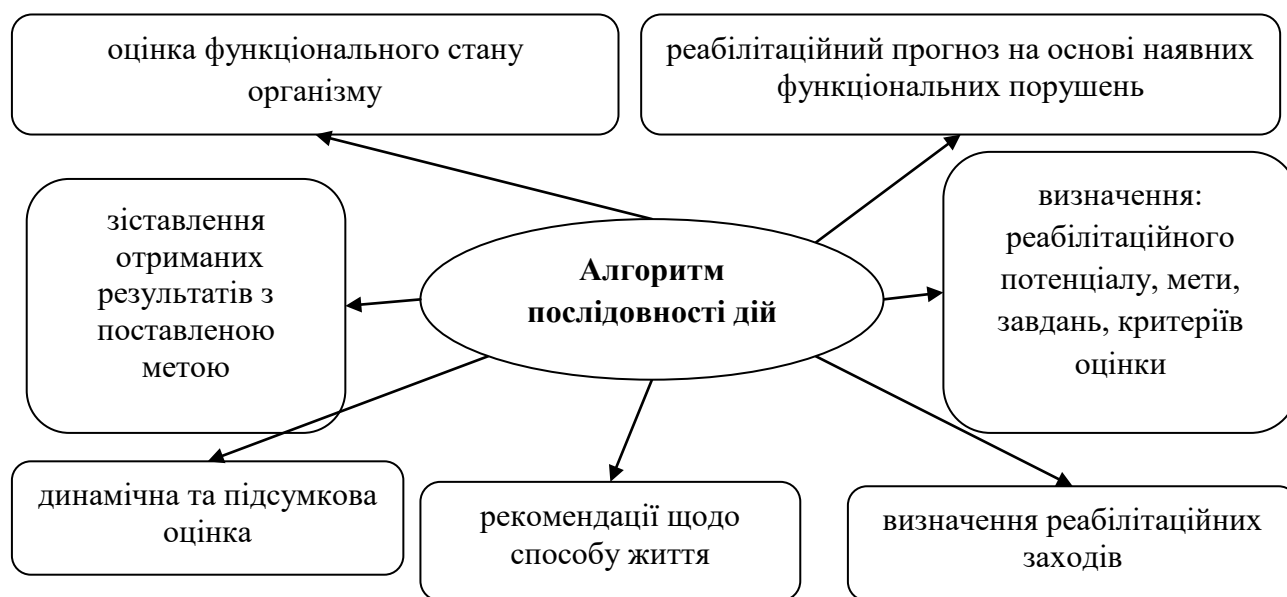 оцінка функціонального стану
організму
реабілітаційний прогноз на основі наявних
функціональних порушень
зіставлення
отриманих
результатів з
поставленою
метою
Алгоритм
послідовності дій
визначення:
реабілітаційного
потенціалу, мети,
завдань, критеріїв
оцінки
динамічна та підсумкова
оцінка
рекомендації щодо
способу життя
визначення реабілітаційних
заходів